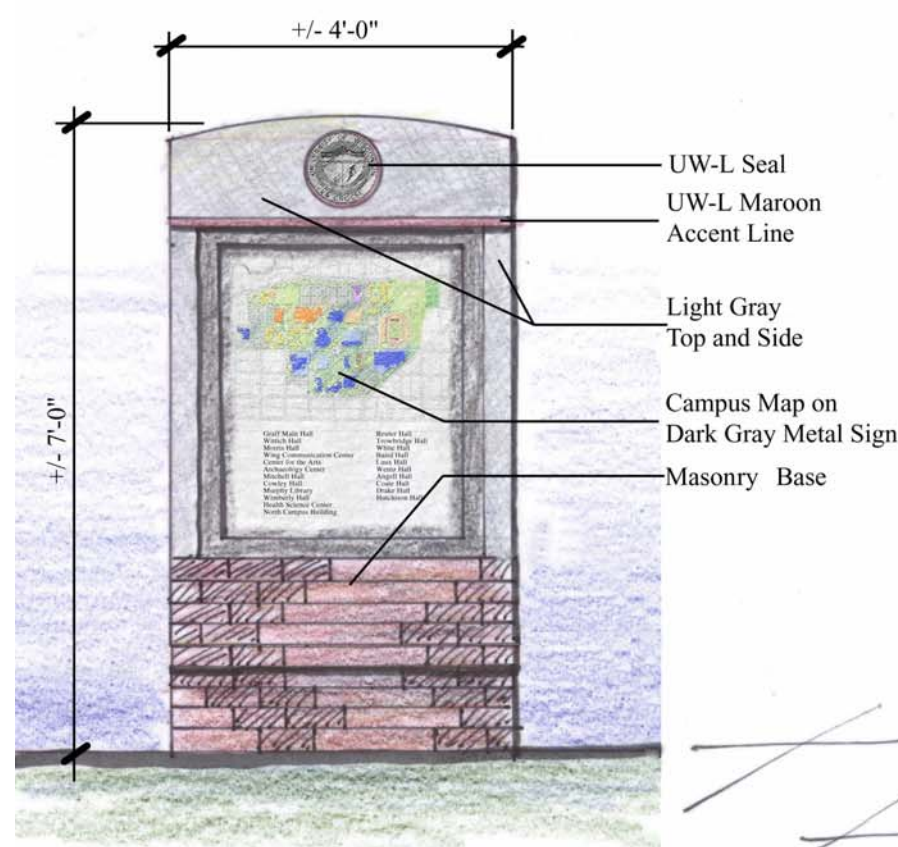 +/- 4'-0"
+/- 7'-0"
UW-L Seal
UW-L Maroon
Accent Line
Light Gray
Top and Side
Campus Map on
Dark Gray Metal Sign
Masonry Base
Graff Main Hall
Wittich Hall
Morris Hall
Wing Communication Center
Center for the Arts
Archaeology Center
Mitchell Hall
Cowley Hall
Murphy Library
Wimberly Hall
Health Science Center
North Campus Building
Reuter Hall
Trowbridge Hall
White Hall
Baird Hall
Laux Hall
Wentz Hall
Angell Hall
Coate Hall
Drake Hall
Hutchison Hall